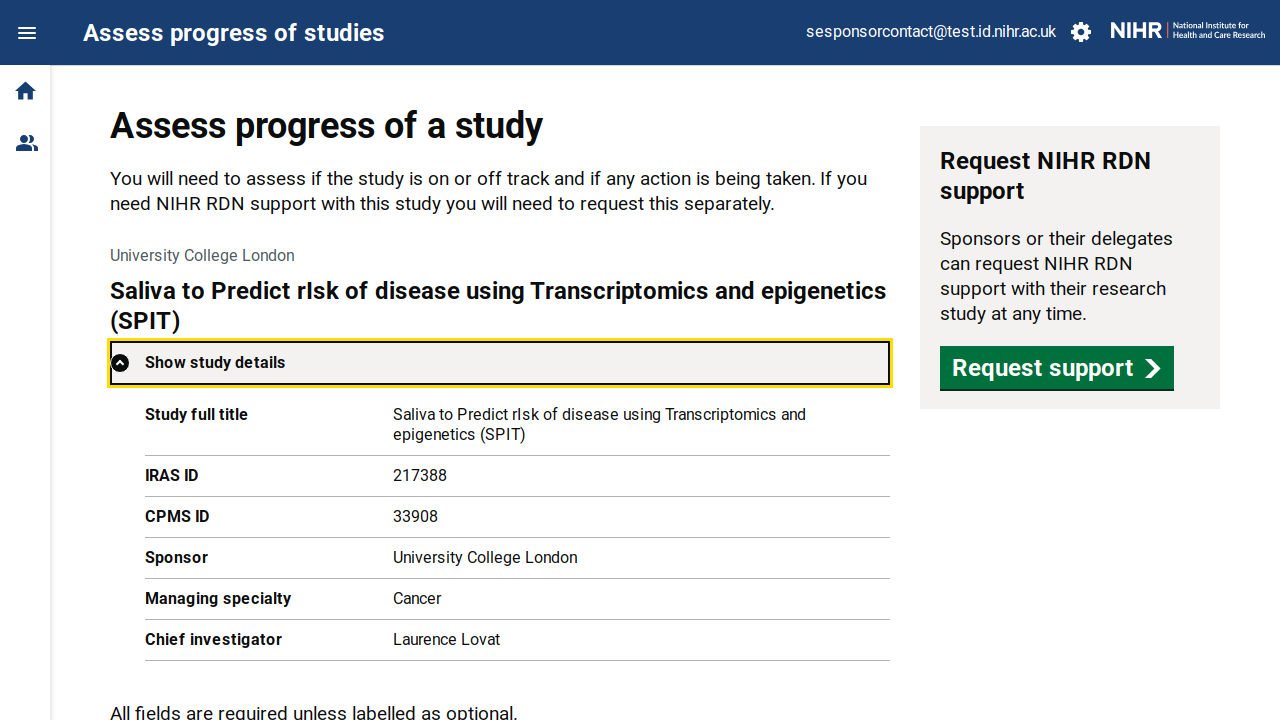 Assess progress of studies
sesponsorcontact@test.id.nihr.ac.uk
NIHR | National Institute for
Health and Care Research
Assess progress of a study
You will need to assess if the study is on or off track and if any action is being taken. If you
need NIHR RDN support with this study you will need to request this separately.
University College London
Saliva to Predict rIsk of disease using Transcriptomics and epigenetics
(SPIT)
Show study details
Study full title
Saliva to Predict rIsk of disease using Transcriptomics and
epigenetics (SPIT)
IRAS ID
217388
CPMS ID
33908
Sponsor
University College London
Managing specialty
Cancer
Chief investigator
Laurence Lovat
All fields are required unless labelled as optional.
Request NIHR RDN
support
Sponsors or their delegates
can request NIHR RDN
support with their research
study at any time.
Request support